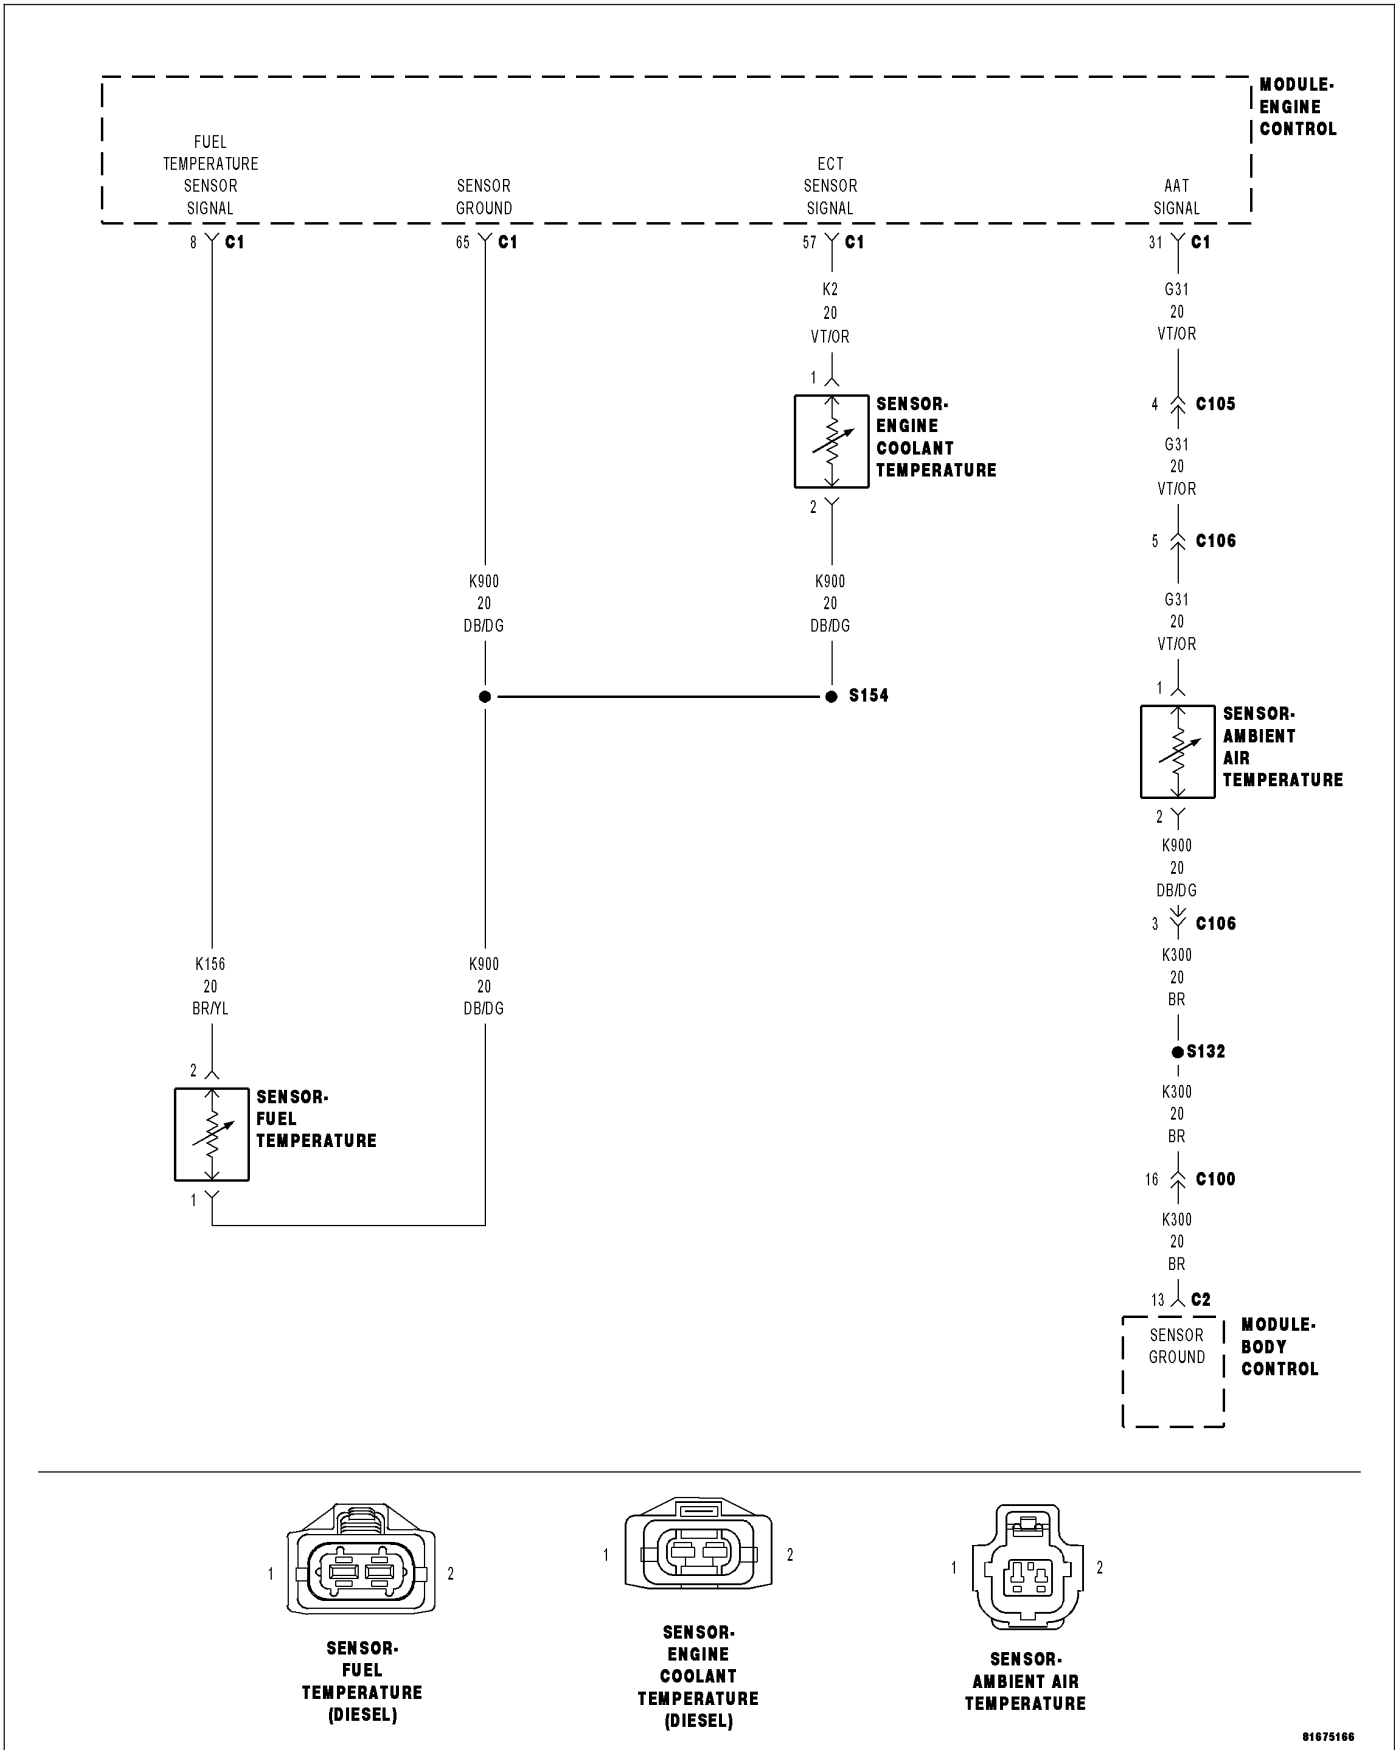 MODULE-
ENGINE
CONTROL
FUEL
TEMPERATURE
SENSOR
SIGNAL
SENSOR
GROUND
ECT
SENSOR
SIGNAL
AAT
SIGNAL
8 C1
65 C1
57 C1
31 C1
K2
20
VT/OR
G31
20
VT/OR
1
SENSOR-
ENGINE
COOLANT
TEMPERATURE
2
4 C105
G31
20
VT/OR
5 C106
K900
20
DB/DG
K900
20
DB/DG
G31
20
VT/OR
S154
1
SENSOR-
AMBIENT
AIR
TEMPERATURE
2
K900
20
DB/DG
3 C106
K156
20
BR/YL
K900
20
DB/DG
K300
20
BR
S132
2
SENSOR-
FUEL
TEMPERATURE
1
K300
20
BR
16 C100
K300
20
BR
13 C2
SENSOR
GROUND
MODULE-
BODY
CONTROL
1 2
SENSOR-
FUEL
TEMPERATURE
(DIESEL)
1 2
SENSOR-
ENGINE
COOLANT
TEMPERATURE
(DIESEL)
1 2
SENSOR-
AMBIENT AIR
TEMPERATURE
81675166